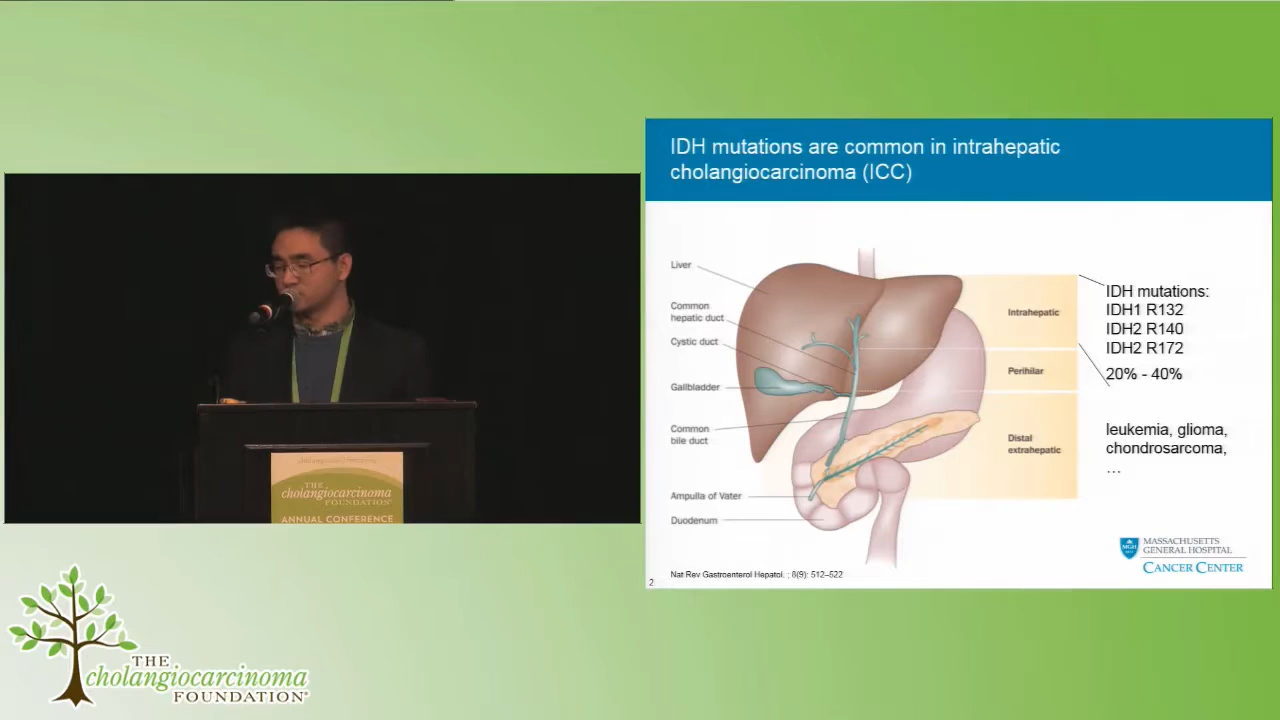 IDH mutations are common in intrahepatic
cholangiocarcinoma (ICC)
Liver
Common
hepatic duct
Cystic duct
Gallbladder
Common
bile duct
Ampulla of Vater
Duodenum
Intrahepatic
Perihilar
Distal
extrahepatic
IDH mutations:
IDH1 R132
IDH2 R140
IDH2 R172
20% - 40%
leukemia, glioma,
chondrosarcoma,
…
MGH
MASSACHUSETTS
GENERAL HOSPITAL
CANCER CENTER
Nat Rev Gastroenterol Hepatol. ; 8(9): 512–522
2
THE
cholangiocarcinoma
FOUNDATION
ANNUAL CONFERENCE
THE
cholangiocarcinoma
FOUNDATION®